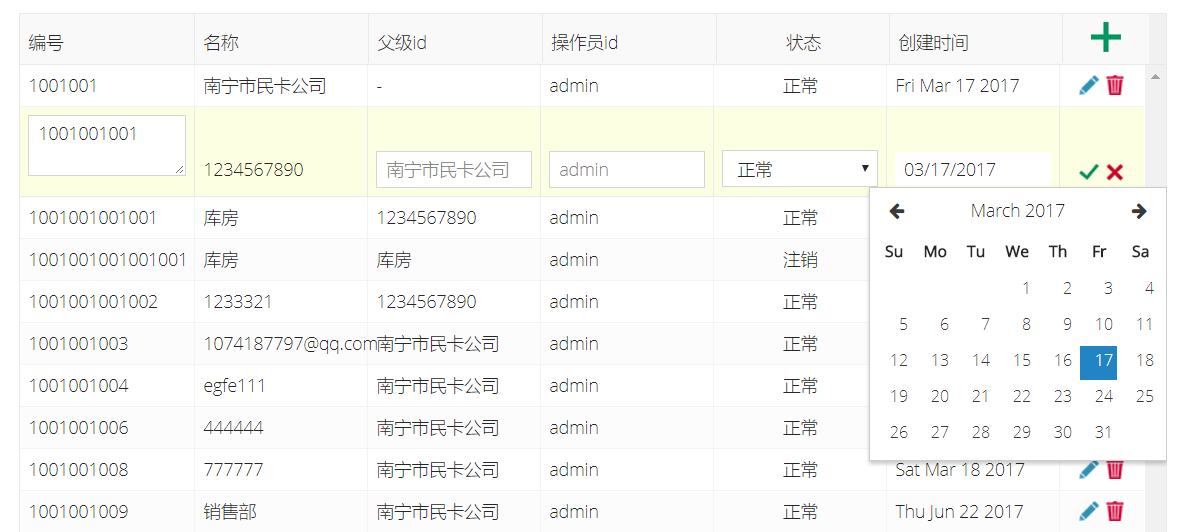 编号 名称 父级id 操作员id 状态 创建时间
1001001 南宁市民卡公司 - admin 正常 Fri Mar 17 2017
1001001001 1234567890 南宁市民卡公司 admin 正常 03/17/2017
1001001001001 库房 1234567890 admin 正常
1001001001001001 库房 库房 admin 注销
1001001001002 1233321 1234567890 admin 正常
1001001003 1074187797@qq.com 南宁市民卡公司 admin 正常
1001001004 egfe111 南宁市民卡公司 admin 正常
1001001006 444444 南宁市民卡公司 admin 正常
1001001008 777777 南宁市民卡公司 admin 正常 Sat Mar 18 2017
1001001009 销售部 南宁市民卡公司 admin 正常 Thu Jun 22 2017
March 2017
Su Mo Tu We Th Fr Sa
1 2 3 4
5 6 7 8 9 10 11
12 13 14 15 16 17 18
19 20 21 22 23 24 25
26 27 28 29 30 31